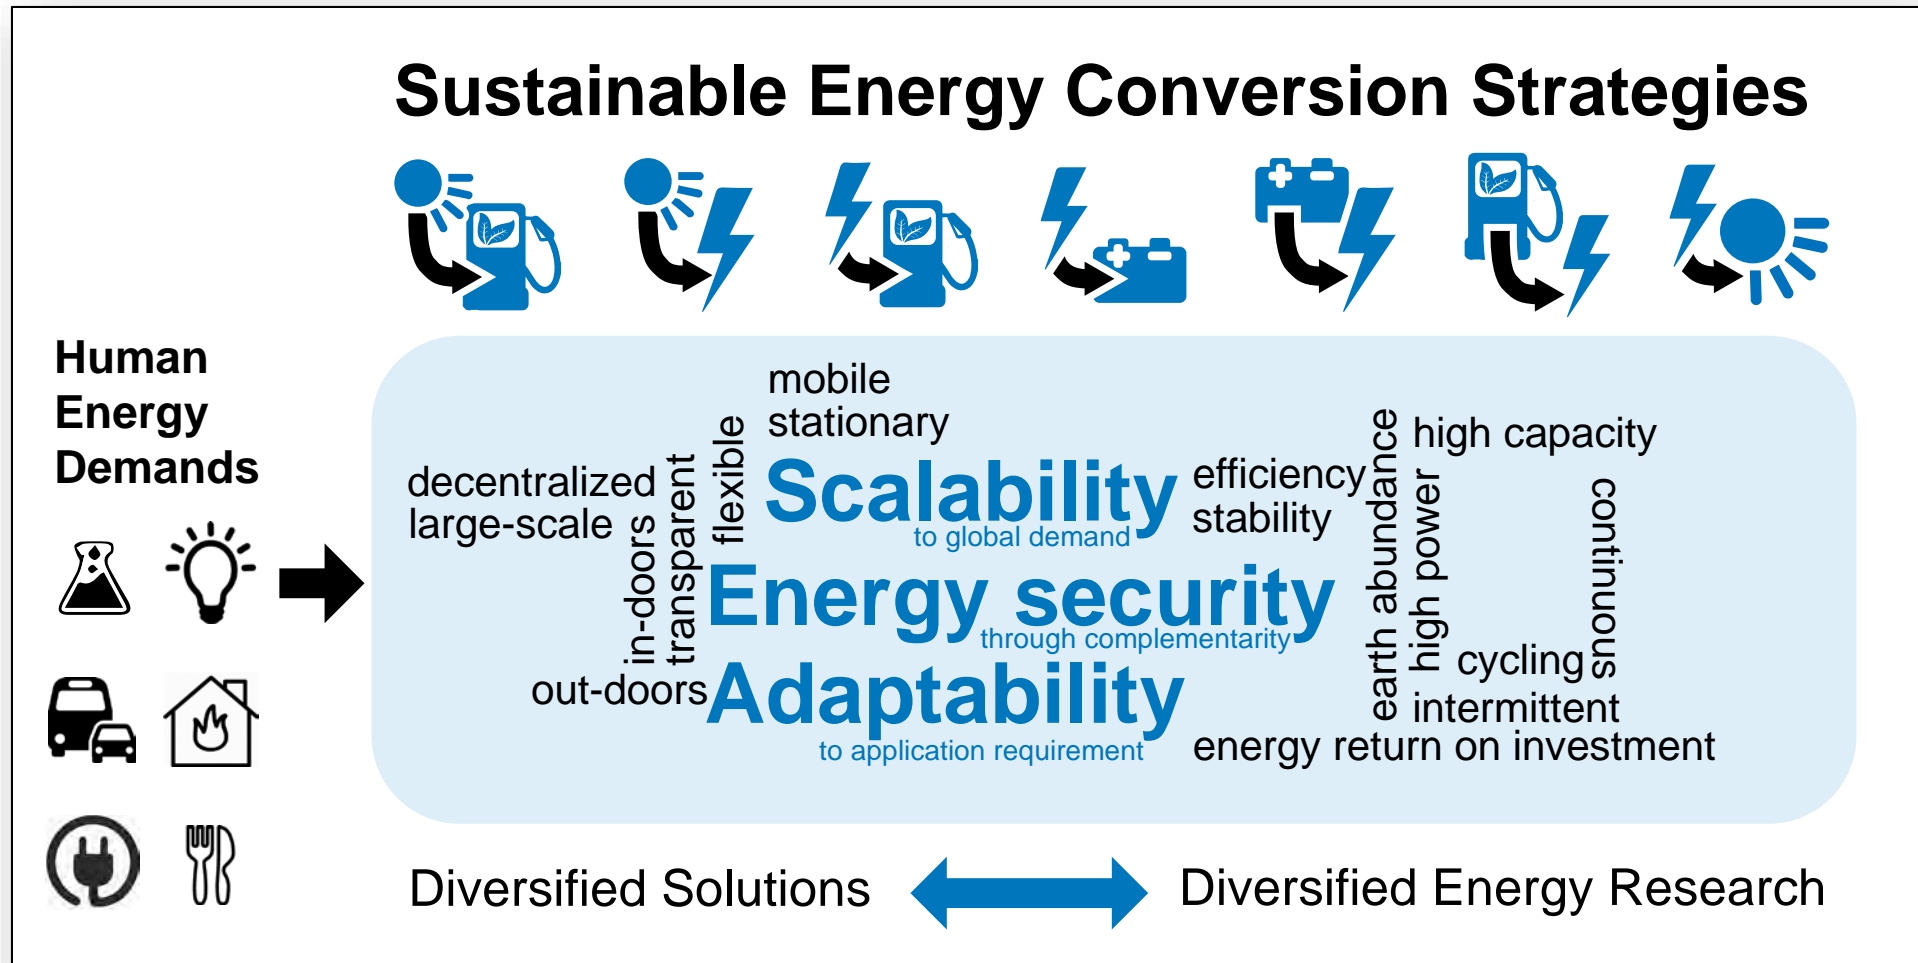 Sustainable Energy Conversion Strategies
Human
Energy
Demands
mobile
stationary
flexible
transparent
in-doors
decentralized
large-scale
out-doors
Scalability
to global demand
Energy security
through complementarity
Adaptability
to application requirement
efficiency
stability
earth abundance
high power
high capacity
continuous
cycling
intermittent
energy return on investment
Diversified Solutions
Diversified Energy Research